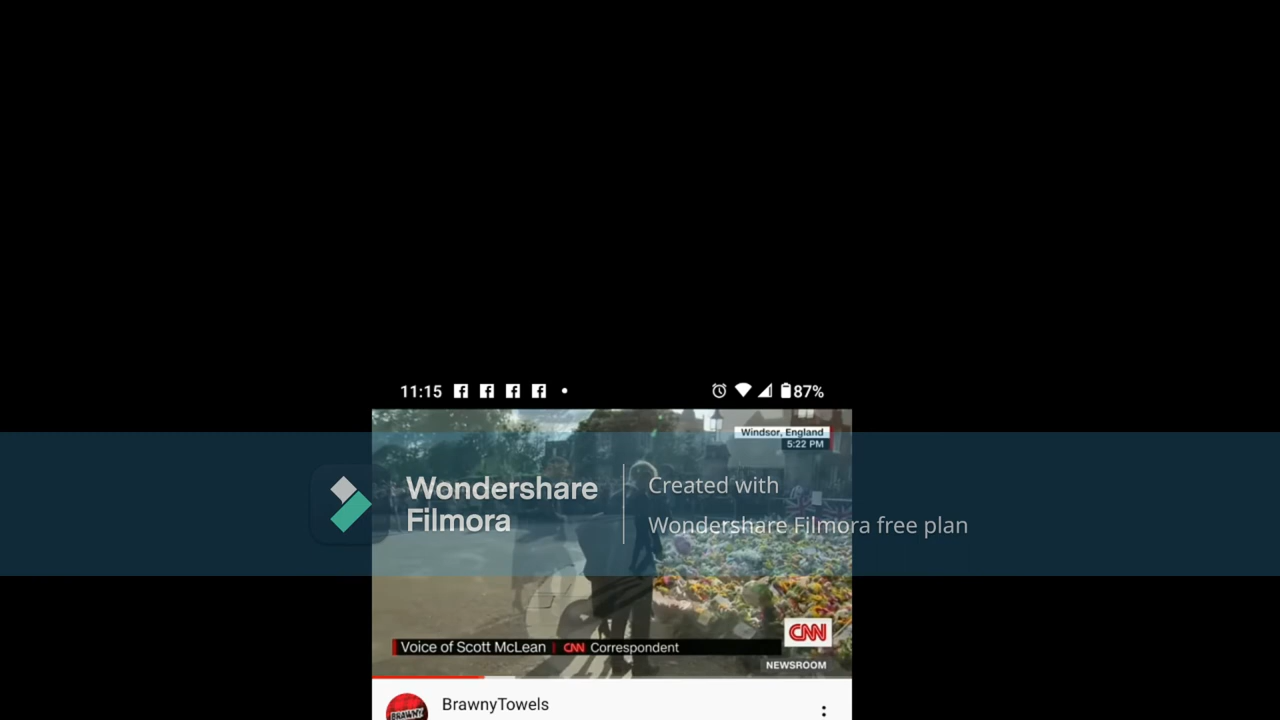 11:15
87%
Windsor, England
5:22 PM
Wondershare
Filmora
Created with
Wondershare Filmora free plan
CNN
Voice of Scott McLean CNN Correspondent
NEWSROOM
BRAWNY
BrawnyTowels